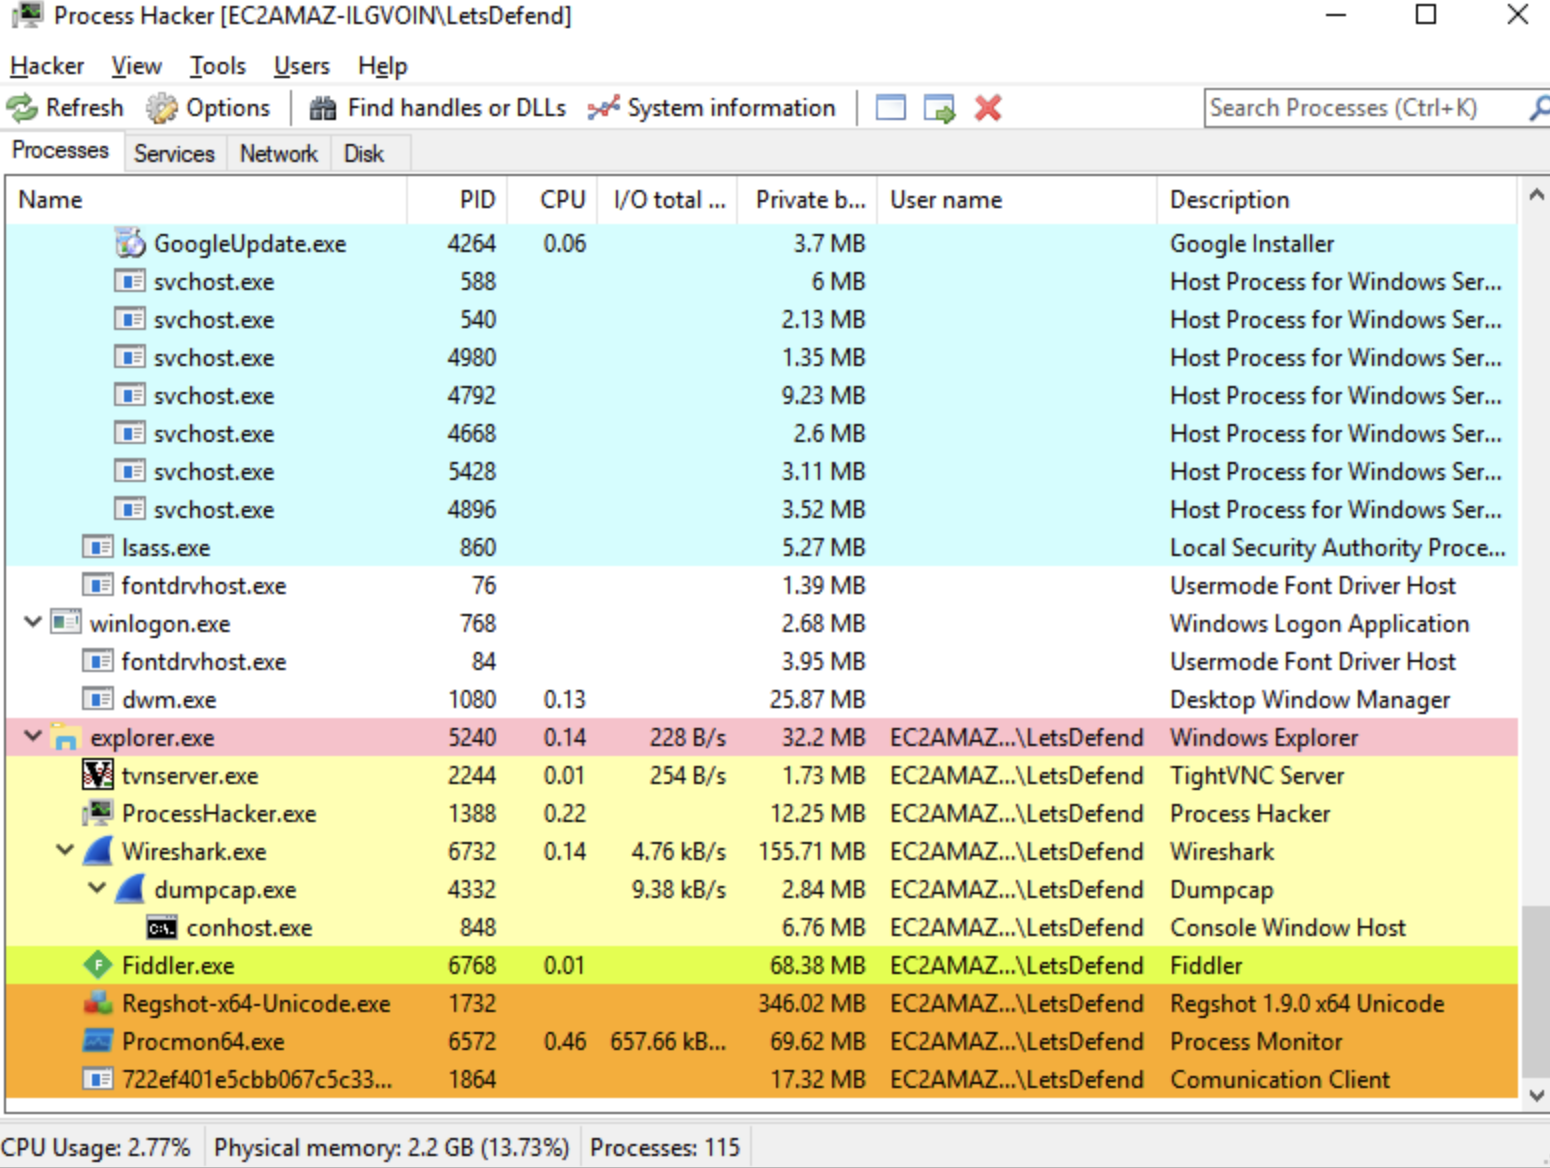 Process Hacker [EC2AMAZ-ILGVOIN\LetsDefend]
Hacker View Tools Users Help
Refresh Options Find handles or DLLs System information Search Processes (Ctrl+K)
Processes Services Network Disk
Name PID CPU I/O total ... Private b... User name Description
GoogleUpdate.exe 4264 0.06 3.7 MB Google Installer
svchost.exe 588 6 MB Host Process for Windows Ser...
svchost.exe 540 2.13 MB Host Process for Windows Ser...
svchost.exe 4980 1.35 MB Host Process for Windows Ser...
svchost.exe 4792 9.23 MB Host Process for Windows Ser...
svchost.exe 4668 2.6 MB Host Process for Windows Ser...
svchost.exe 5428 3.11 MB Host Process for Windows Ser...
svchost.exe 4896 3.52 MB Host Process for Windows Ser...
lsass.exe 860 5.27 MB Local Security Authority Proce...
fontdrvhost.exe 76 1.39 MB Usermode Font Driver Host
winlogon.exe 768 2.68 MB Windows Logon Application
fontdrvhost.exe 84 3.95 MB Usermode Font Driver Host
dwm.exe 1080 0.13 25.87 MB Desktop Window Manager
explorer.exe 5240 0.14 228 B/s 32.2 MB EC2AMAZ...\LetsDefend Windows Explorer
tvnserver.exe 2244 0.01 254 B/s 1.73 MB EC2AMAZ...\LetsDefend TightVNC Server
ProcessHacker.exe 1388 0.22 12.25 MB EC2AMAZ...\LetsDefend Process Hacker
Wireshark.exe 6732 0.14 4.76 kB/s 155.71 MB EC2AMAZ...\LetsDefend Wireshark
dumpcap.exe 4332 9.38 kB/s 2.84 MB EC2AMAZ...\LetsDefend Dumpcap
conhost.exe 848 6.76 MB EC2AMAZ...\LetsDefend Console Window Host
Fiddler.exe 6768 0.01 68.38 MB EC2AMAZ...\LetsDefend Fiddler
Regshot-x64-Unicode.exe 1732 346.02 MB EC2AMAZ...\LetsDefend Regshot 1.9.0 x64 Unicode
Procmon64.exe 6572 0.46 657.66 kB... 69.62 MB EC2AMAZ...\LetsDefend Process Monitor
722ef401e5cbb067c5c33... 1864 17.32 MB EC2AMAZ...\LetsDefend Comunication Client
CPU Usage: 2.77% Physical memory: 2.2 GB (13.73%) Processes: 115